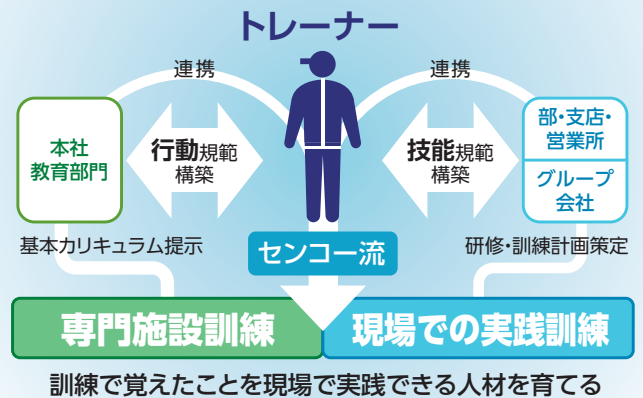 トレーナー
連携
連携
本社
教育部門
行動規範
構築
技能規範
構築
部・支店・
営業所
グループ
会社
基本カリキュラム提示
センコー流
研修・訓練計画策定
専門施設訓練
現場での実践訓練
訓練で覚えたことを現場で実践できる人材を育てる